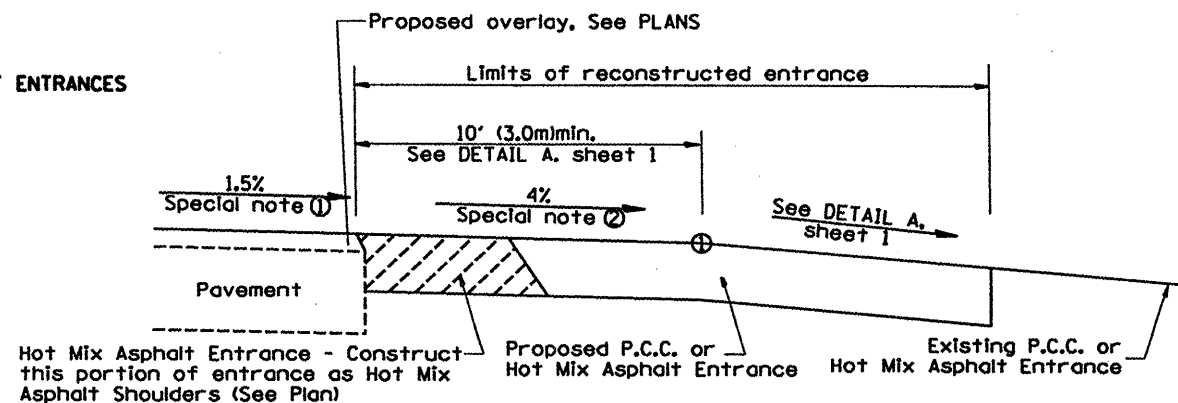 Proposed overlay. See PLANS
ENTRANCES
Limits of reconstructed entrance
10' (3.0m)min.
See DETAIL A. sheet 1
1.5%
Special note ①
4%
Special note ②
See DETAIL A.
sheet 1
①
Pavement
Hot Mix Asphalt Entrance - Construct
this portion of entrance as Hot Mix
Asphalt Shoulders (See Plan)
Proposed P.C.C. or
Hot Mix Asphalt Entrance
Existing P.C.C. or
Hot Mix Asphalt Entrance